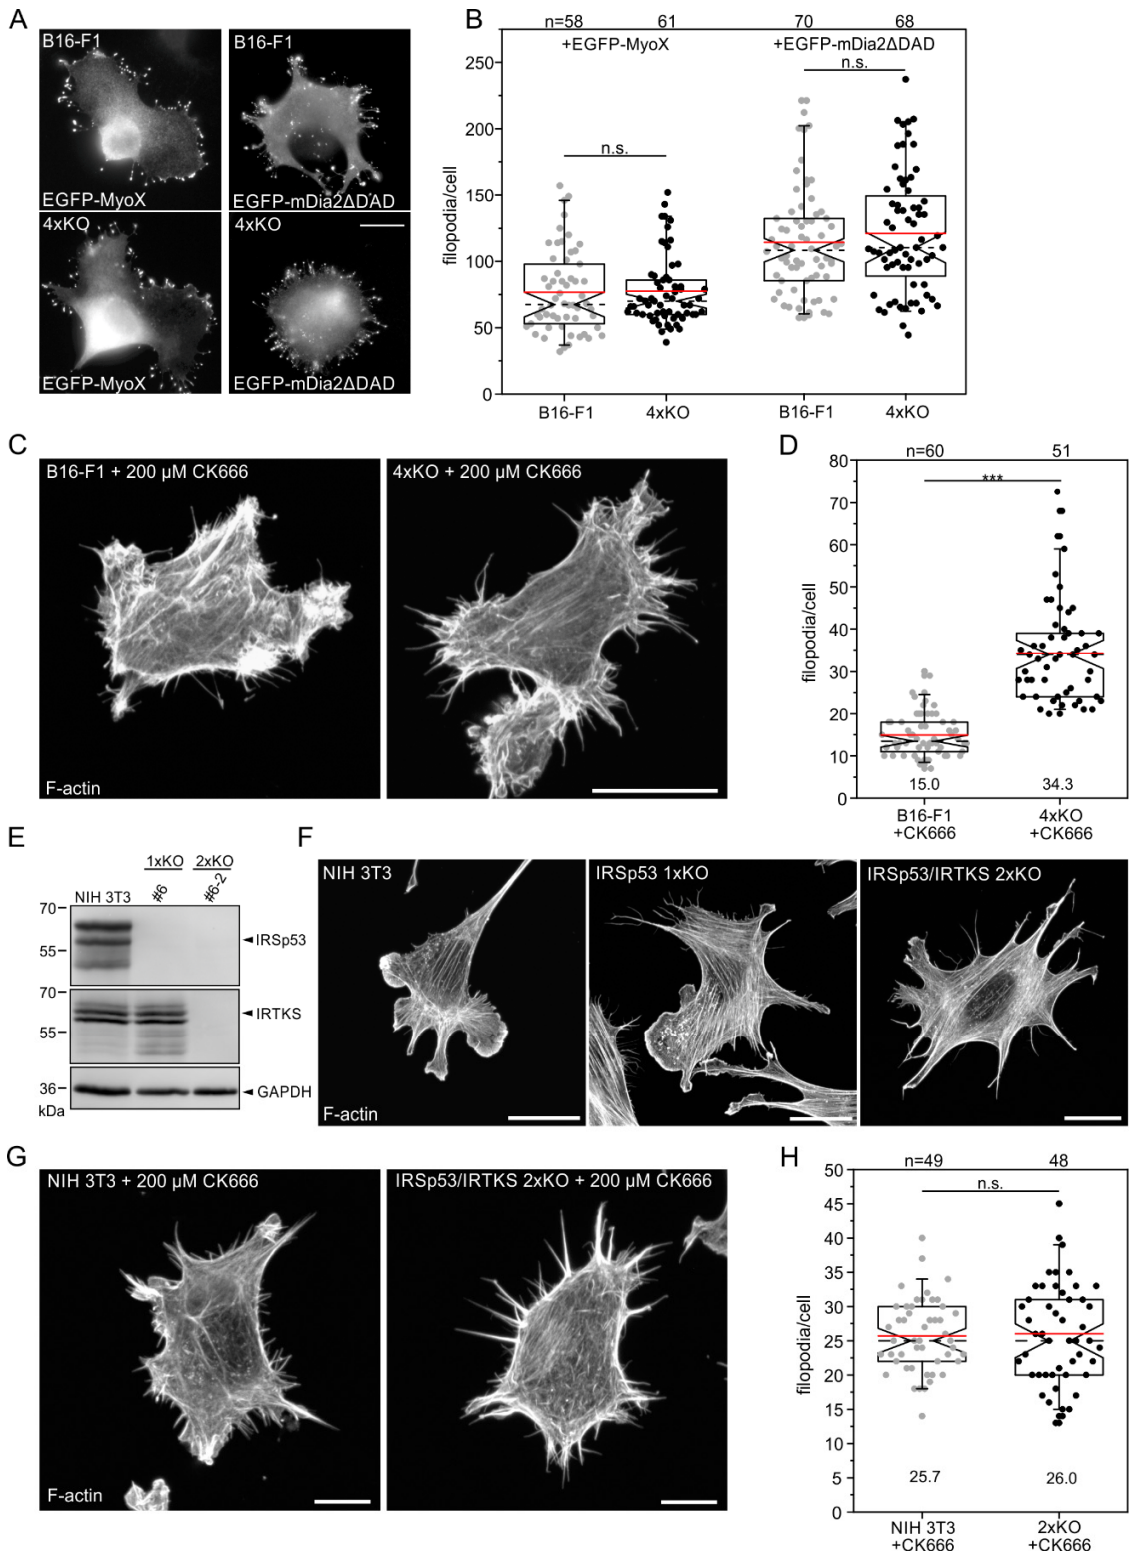 A
B16-F1
B16-F1
EGFP-MyoX
EGFP-mDia2ΔDAD
4xKO
4xKO
EGFP-MyoX
EGFP-mDia2ΔDAD
B
n=58
61
70
68
+EGFP-MyoX
+EGFP-mDia2ΔDAD
n.s.
n.s.
filopodia/cell
250
200
150
100
50
0
B16-F1
4xKO
B16-F1
4xKO
C
B16-F1 + 200 µM CK666
4xKO + 200 µM CK666
F-actin
D
n=60
51
***
filopodia/cell
80
70
60
50
40
30
20
10
0
15.0
34.3
B16-F1
+CK666
4xKO
+CK666
E
1xKO
2xKO
NIH 3T3
#6
#6-2
70
55
IRSp53
70
55
IRTKS
36
kDa
GAPDH
F
NIH 3T3
IRSp53 1xKO
IRSp53/IRTKS 2xKO
F-actin
G
NIH 3T3 + 200 µM CK666
IRSp53/IRTKS 2xKO + 200 µM CK666
F-actin
H
n=49
48
n.s.
filopodia/cell
50
45
40
35
30
25
20
15
10
5
0
25.7
26.0
NIH 3T3
+CK666
2xKO
+CK666